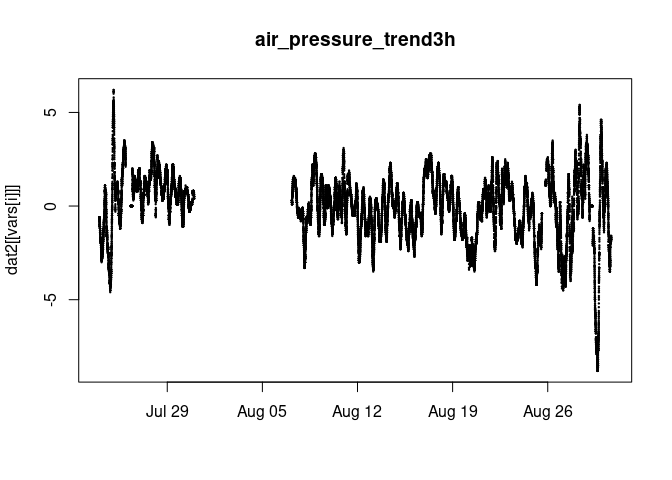 air_pressure_trend3h
dat2[[vars[i]]]
5
0
-5
Jul 29 Aug 05 Aug 12 Aug 19 Aug 26